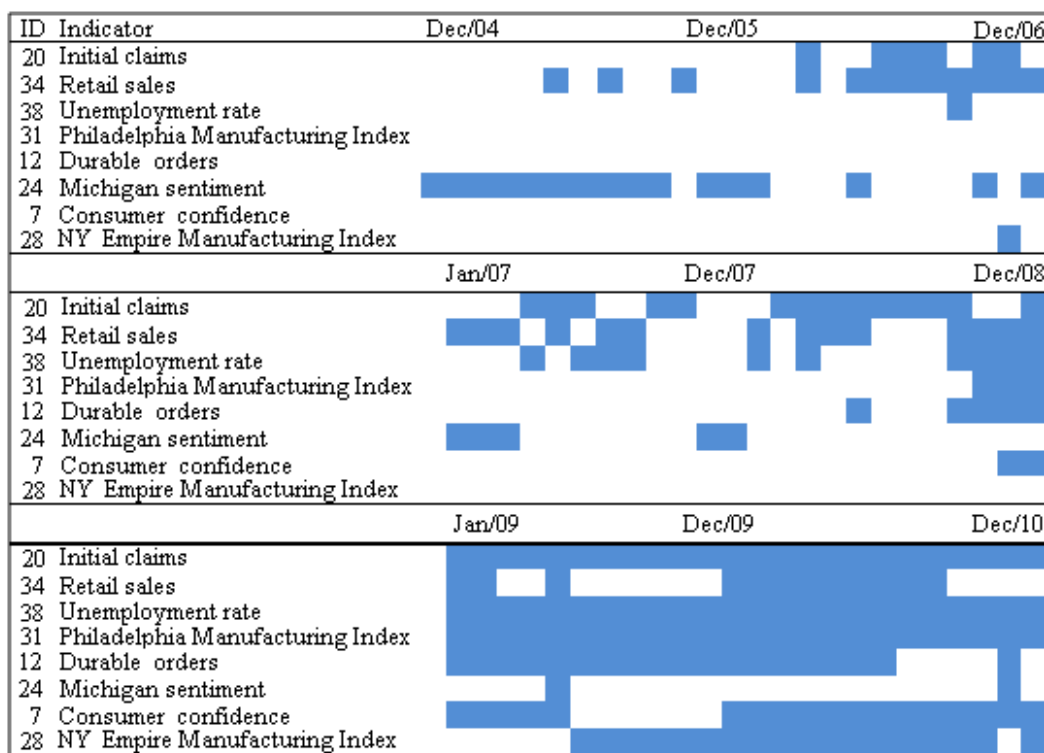 ID Indicator Dec/04 Dec/05 Dec/06
20 Initial claims
34 Retail sales
38 Unemployment rate
31 Philadelphia Manufacturing Index
12 Durable orders
24 Michigan sentiment
7 Consumer confidence
28 NY Empire Manufacturing Index
Jan/07 Dec/07 Dec/08
20 Initial claims
34 Retail sales
38 Unemployment rate
31 Philadelphia Manufacturing Index
12 Durable orders
24 Michigan sentiment
7 Consumer confidence
28 NY Empire Manufacturing Index
Jan/09 Dec/09 Dec/10
20 Initial claims
34 Retail sales
38 Unemployment rate
31 Philadelphia Manufacturing Index
12 Durable orders
24 Michigan sentiment
7 Consumer confidence
28 NY Empire Manufacturing Index